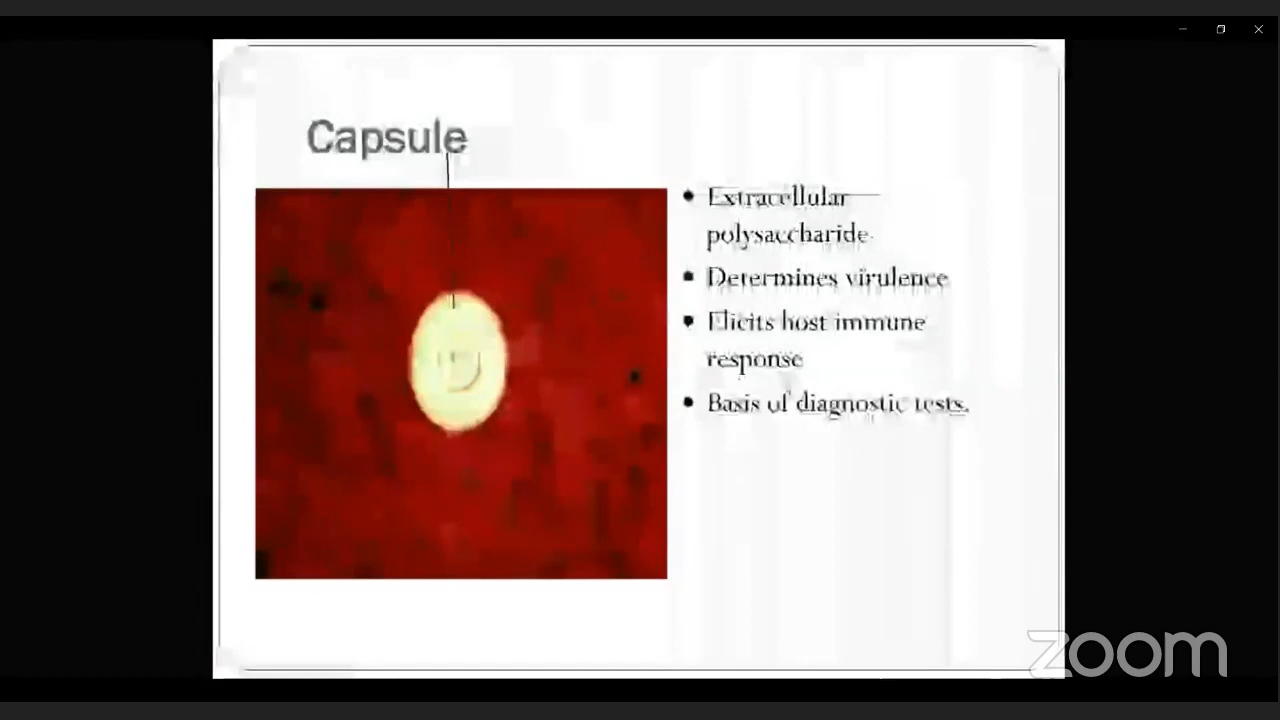 Capsule
• Extracellular
polysaccharide
• Determines virulence
• Elicits host immune
response
• Basis of diagnostic tests.
zoom